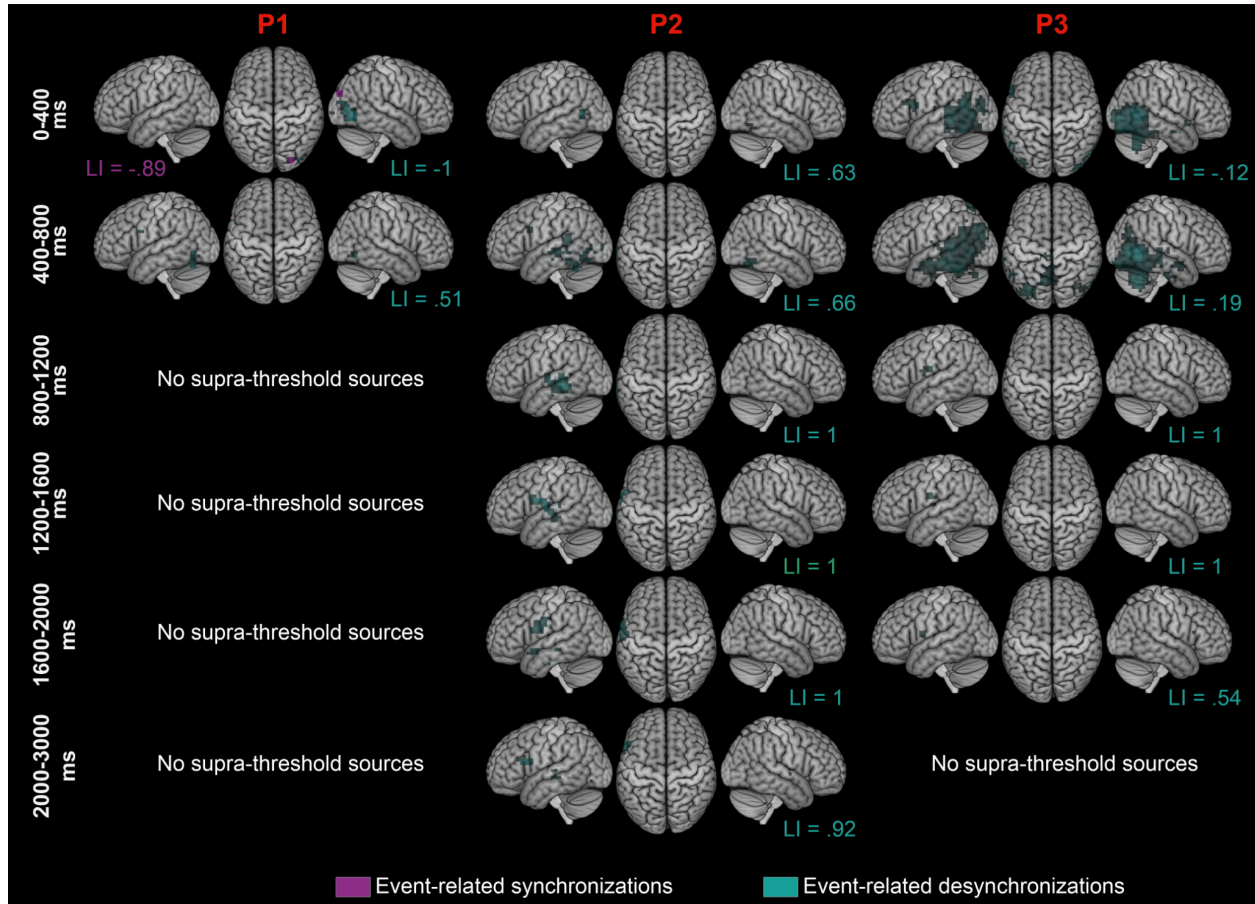 P1 P2 P3
0-400
ms
LI = -.89 LI = -1 LI = .63 LI = -.12
400-800
ms
LI = .51 LI = .66 LI = .19
800-1200
ms
No supra-threshold sources
LI = 1 LI = 1
1200-1600
ms
No supra-threshold sources
LI = 1 LI = 1
1600-2000
ms
No supra-threshold sources
LI = 1 LI = .54
2000-3000
ms
No supra-threshold sources No supra-threshold sources
LI = .92
Event-related synchronizations Event-related desynchronizations